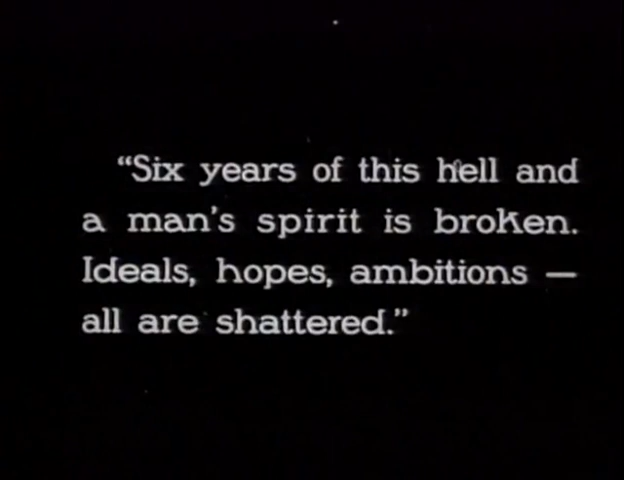 “Six years of this hell and
a man's spirit is broken.
Ideals, hopes, ambitions —
all are shattered.”